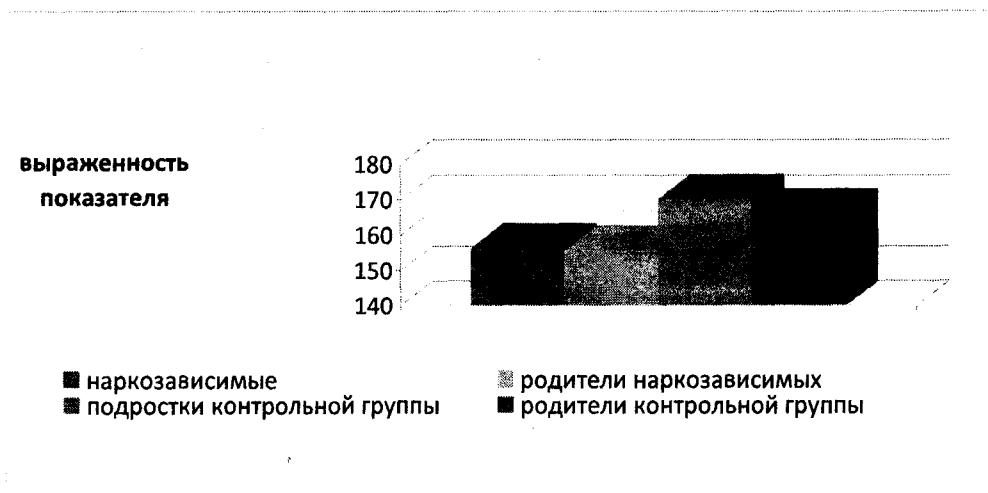 выраженность
показателя
180
170
160
150
140
наркозависимые
родители наркозависимых
подростки контрольной группы
родители контрольной группы